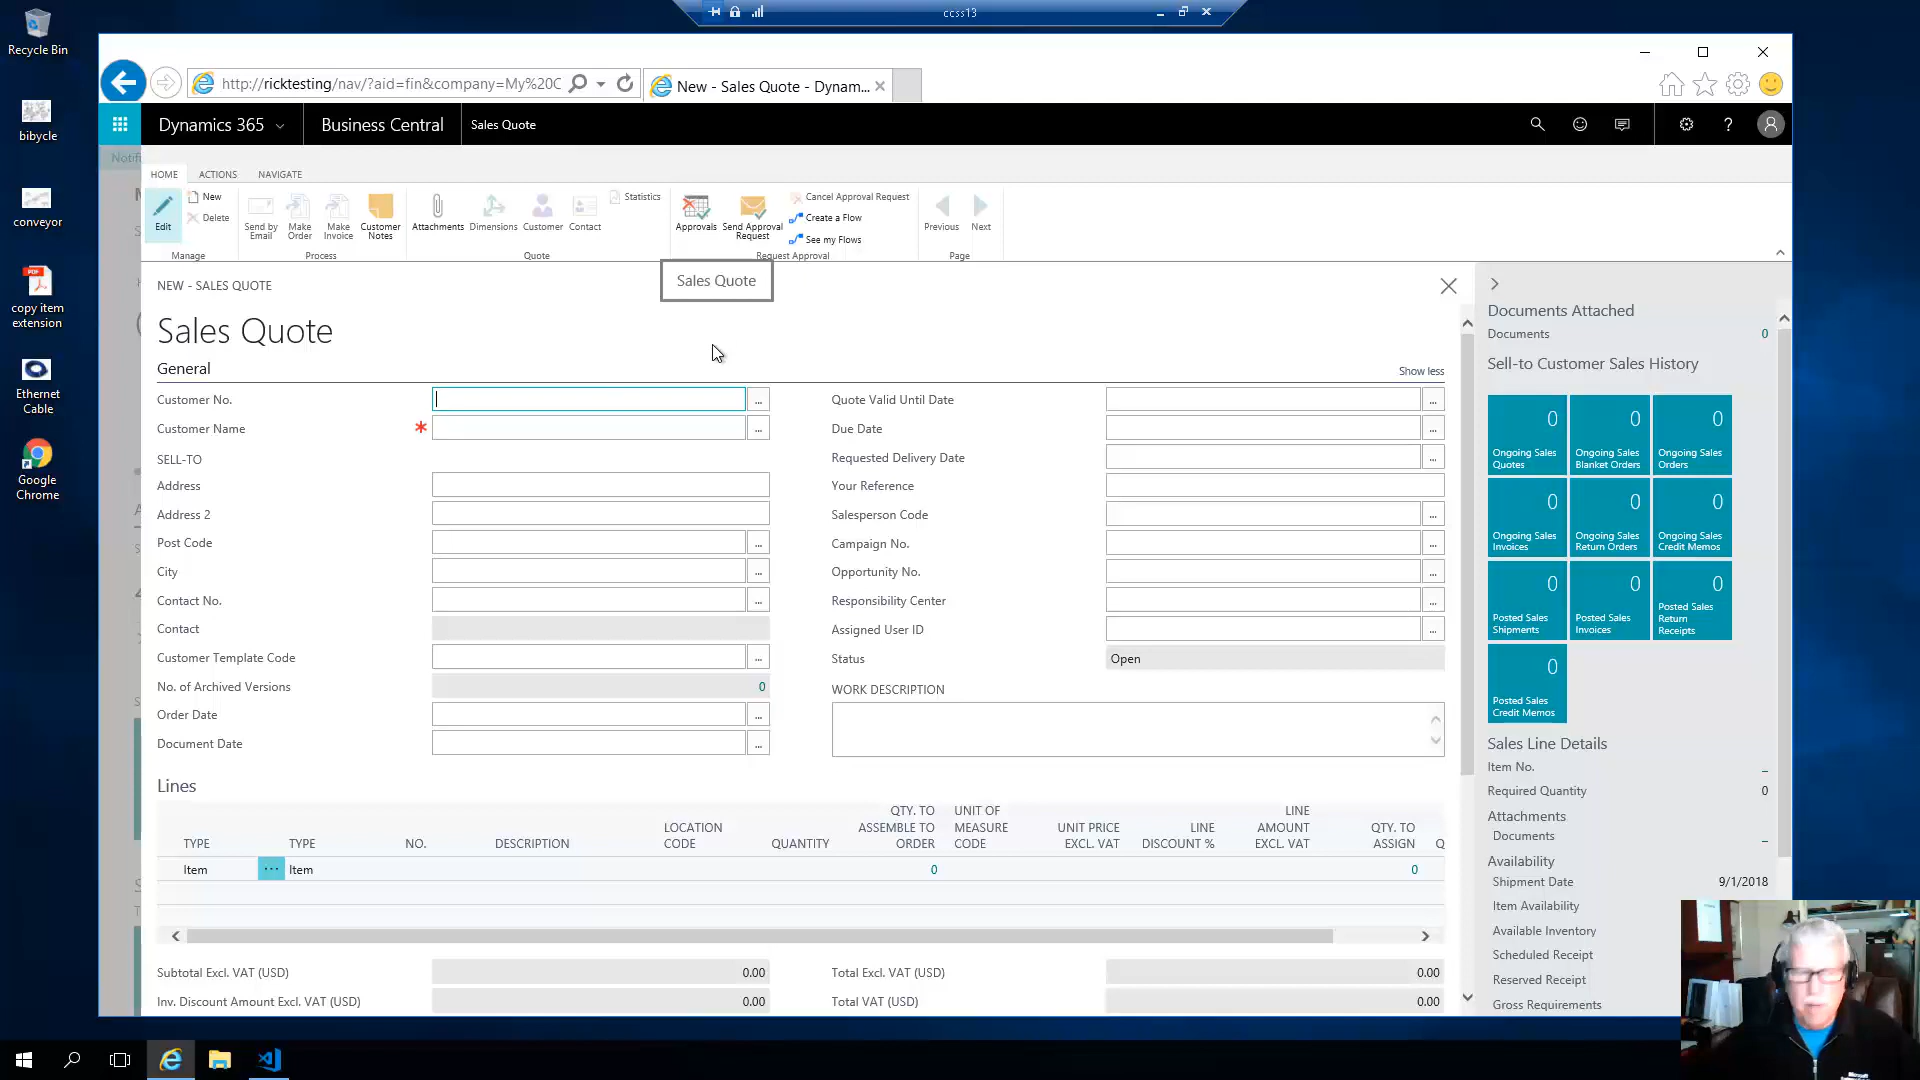 ccss13
Recycle Bin
bibycle
conveyor
copy item
extension
Ethernet
Cable
Google
Chrome
http://ricktesting/nav/?aid=fin&company=My%20C
New - Sales Quote - Dynam...
Dynamics 365
Business Central
Sales Quote
?
Notif
HOME
ACTIONS
NAVIGATE
Edit
New
Delete
Manage
Send by
Email
Make
Order
Make
Invoice
Customer
Notes
Process
Attachments
Dimensions
Customer
Contact
Statistics
Quote
Approvals
Send Approval
Request
Cancel Approval Request
Create a Flow
See my Flows
Request Approval
Previous
Next
Page
NEW - SALES QUOTE
Sales Quote
Sales Quote
General
Show less
Customer No.
...
Customer Name
*
...
SELL-TO
Address
Address 2
Post Code
...
City
...
Contact No.
...
Contact
Customer Template Code
...
No. of Archived Versions
0
Order Date
...
Document Date
...
Quote Valid Until Date
...
Due Date
...
Requested Delivery Date
...
Your Reference
Salesperson Code
...
Campaign No.
...
Opportunity No.
...
Responsibility Center
...
Assigned User ID
...
Status
Open
WORK DESCRIPTION
Lines
TYPE
TYPE
NO.
DESCRIPTION
LOCATION
CODE
QUANTITY
QTY. TO
ASSEMBLE TO
ORDER
UNIT OF
MEASURE
CODE
UNIT PRICE
EXCL. VAT
LINE
DISCOUNT %
LINE
AMOUNT
EXCL. VAT
QTY. TO
ASSIGN
Q
Item
...
Item
0
0
Subtotal Excl. VAT (USD)
0.00
Total Excl. VAT (USD)
0.00
Inv. Discount Amount Excl. VAT (USD)
0.00
Total VAT (USD)
0.00
Documents Attached
Documents
0
Sell-to Customer Sales History
0
Ongoing Sales
Quotes
0
Ongoing Sales
Blanket Orders
0
Ongoing Sales
Orders
0
Ongoing Sales
Invoices
0
Ongoing Sales
Return Orders
0
Ongoing Sales
Credit Memos
0
Posted Sales
Shipments
0
Posted Sales
Invoices
0
Posted Sales
Return
Receipts
0
Posted Sales
Credit Memos
Sales Line Details
Item No.
_
Required Quantity
0
Attachments
Documents
_
Availability
Shipment Date
9/1/2018
Item Availability
Available Inventory
Scheduled Receipt
Reserved Receipt
Gross Requirements